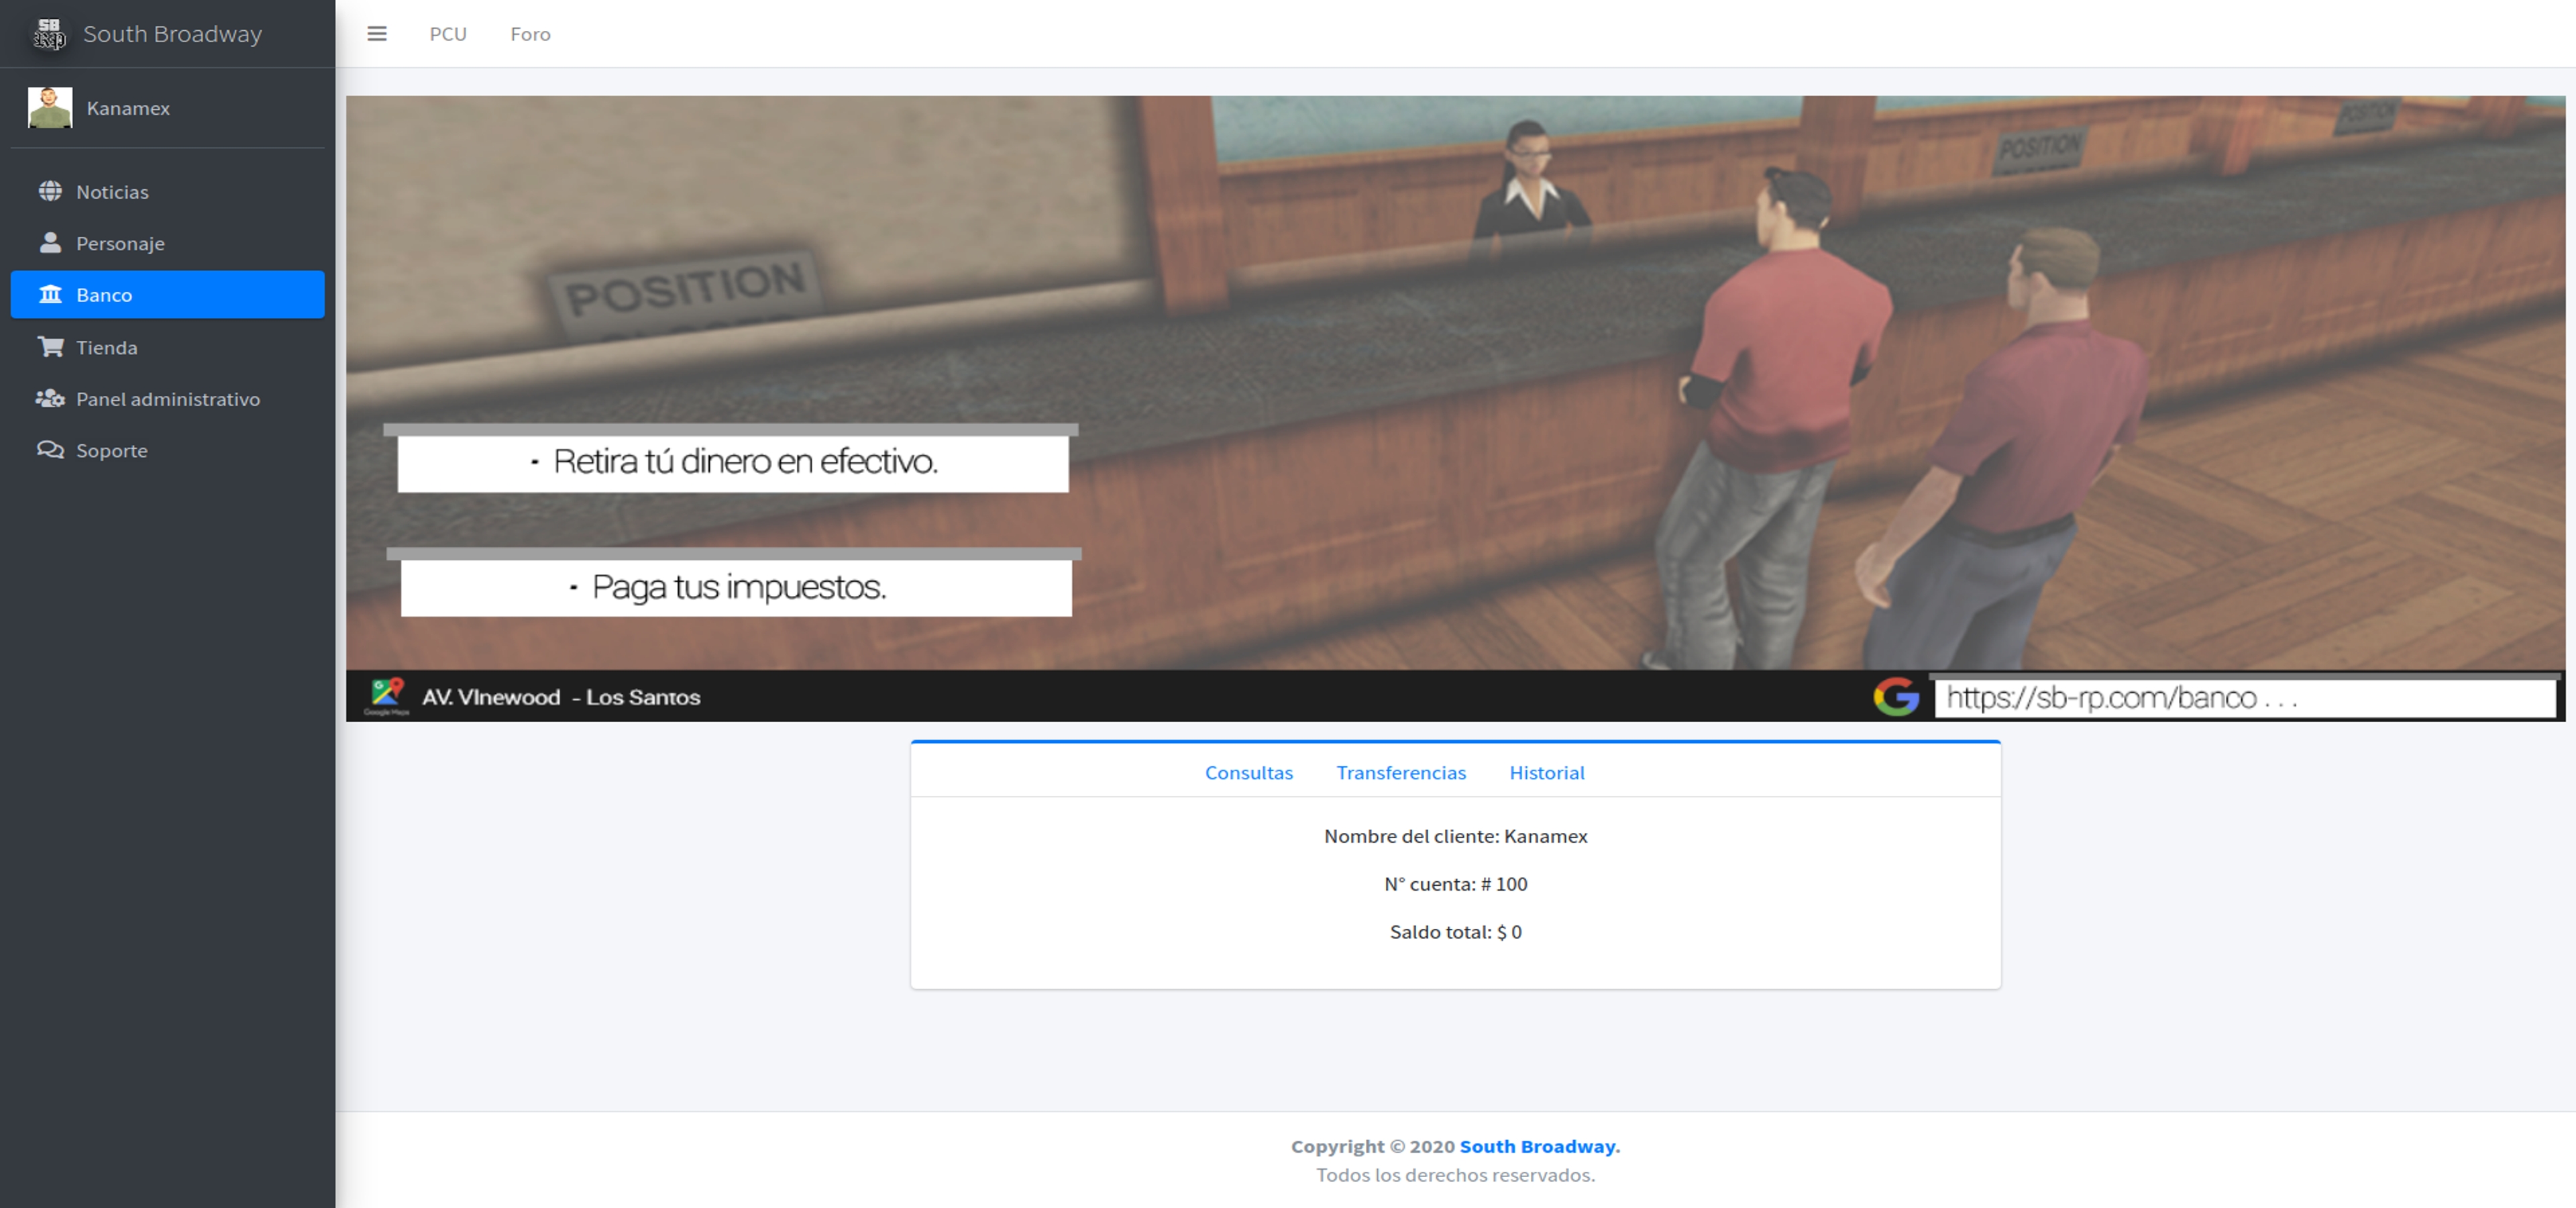 South Broadway
PCU
Foro
Kanamex
Noticias
Personaje
Banco
Tienda
Panel administrativo
Soporte
POSITION
POSITION
POSITION
• Retira tú dinero en efectivo.
• Paga tus impuestos.
Google Maps
AV. VInewood - Los Santos
https://sb-rp.com/banco . . .
Consultas
Transferencias
Historial
Nombre del cliente: Kanamex
N° cuenta: # 100
Saldo total: $ 0
Copyright © 2020 South Broadway.
Todos los derechos reservados.